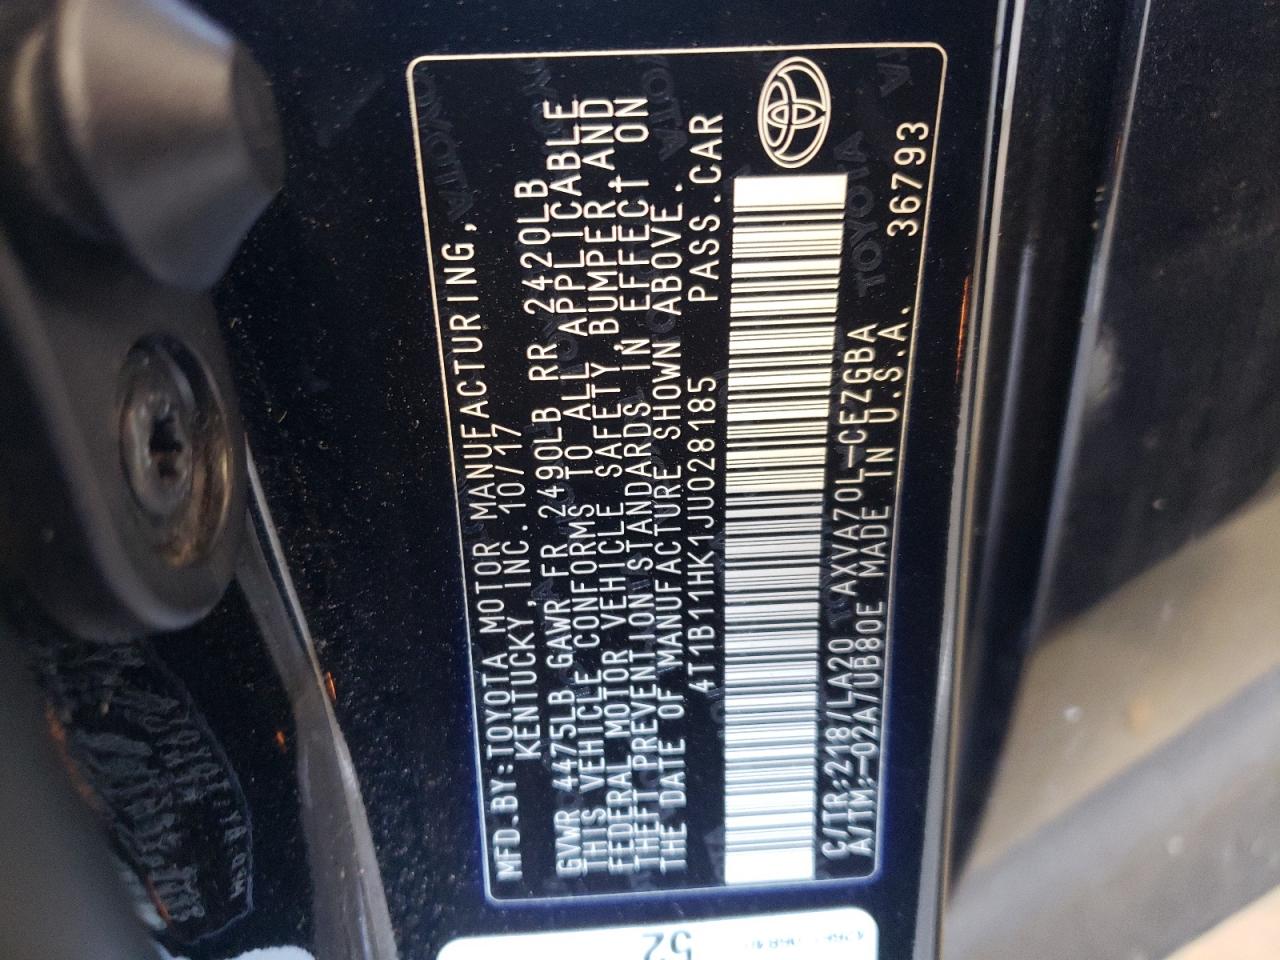 MFD.BY:TOYOTA MOTOR MANUFACTURING,
KENTUCKY,INC.10/17
GVWR 4475LB GAWR FR 2490LB RR 2420LB
THIS VEHICLE CONFORMS TO ALL APPLICABLE
FEDERAL MOTOR VEHICLE SAFETY, BUMPER, AND
THEFT PREVENTION STANDARDS IN EFFECT ON
THE DATE OF MANUFACTURE SHOWN ABOVE.
4T1B11HK1JU028185 PASS.CAR
C/TR:218/LA20 AXVA70L-CEZGBA
A/TM:-02A/UB80E MADE IN U.S.A. 36793
52